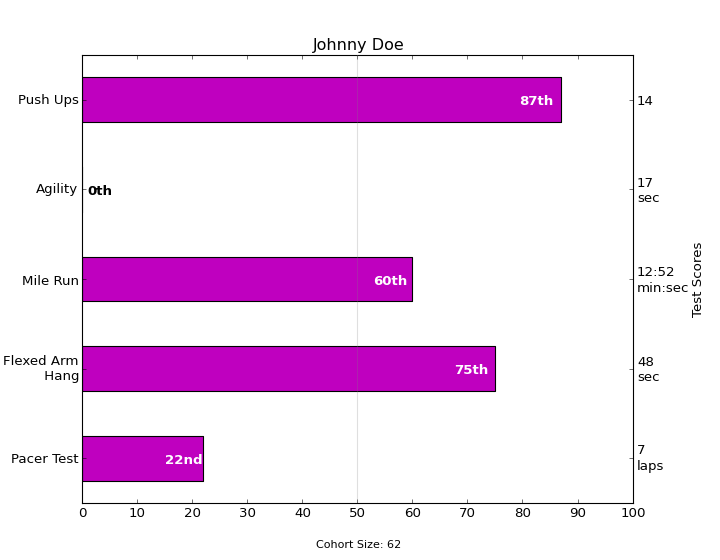 Johnny Doe
Push Ups
87th
14
Agility
0th
17
sec
Mile Run
60th
12:52
min:sec
Flexed Arm
Hang
75th
48
sec
Pacer Test
22nd
7
laps
Test Scores
0 10 20 30 40 50 60 70 80 90 100
Cohort Size: 62